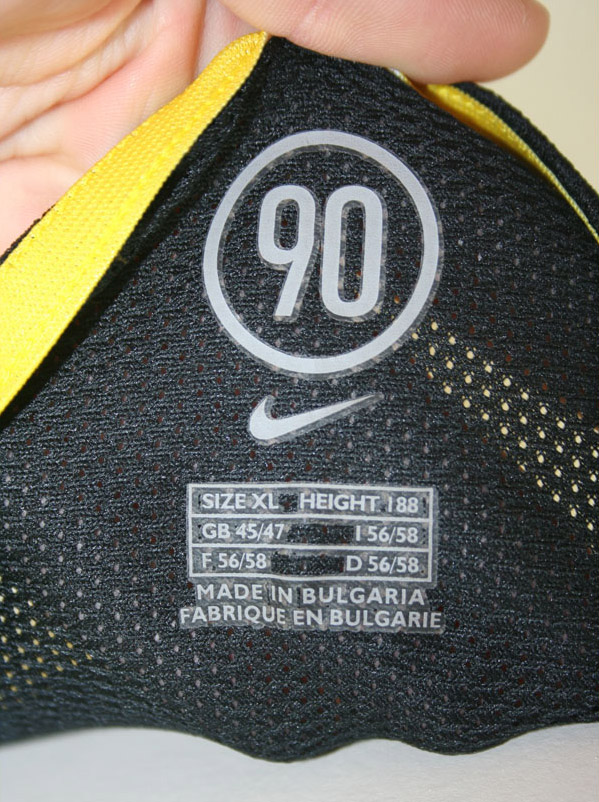 90
SIZE XL HEIGHT 188
GB 45/47 I 56/58
F 56/58 D 56/58
MADE IN BULGARIA
FABRIQUE EN BULGARIE